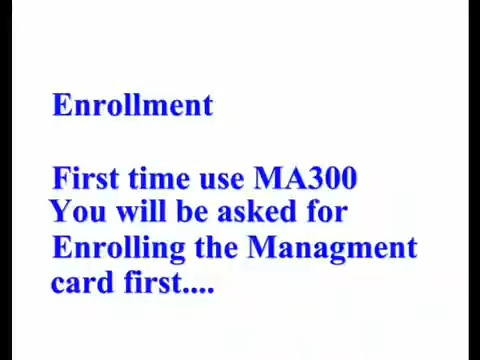 Enrollment
First time use MA300
You will be asked for
Enrolling the Managment
card first....